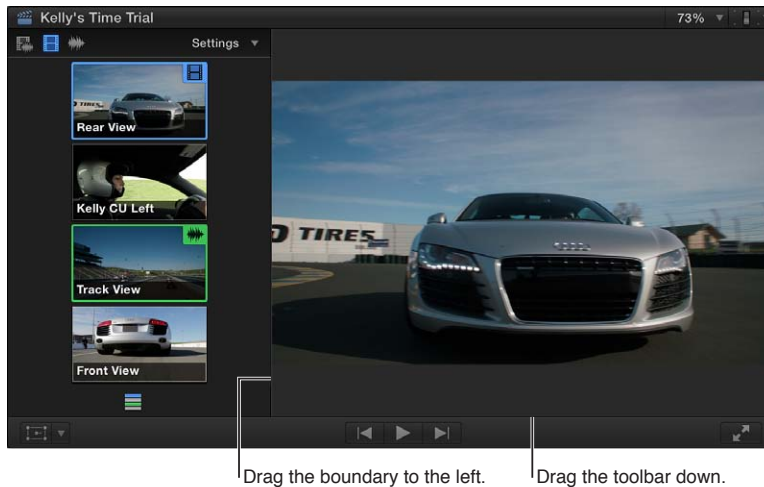 Kelly's Time Trial
73%
Settings
TIRES
Rear View
Kelly CU Left
TIRES
Track View
Front View
Drag the boundary to the left.
Drag the toolbar down.